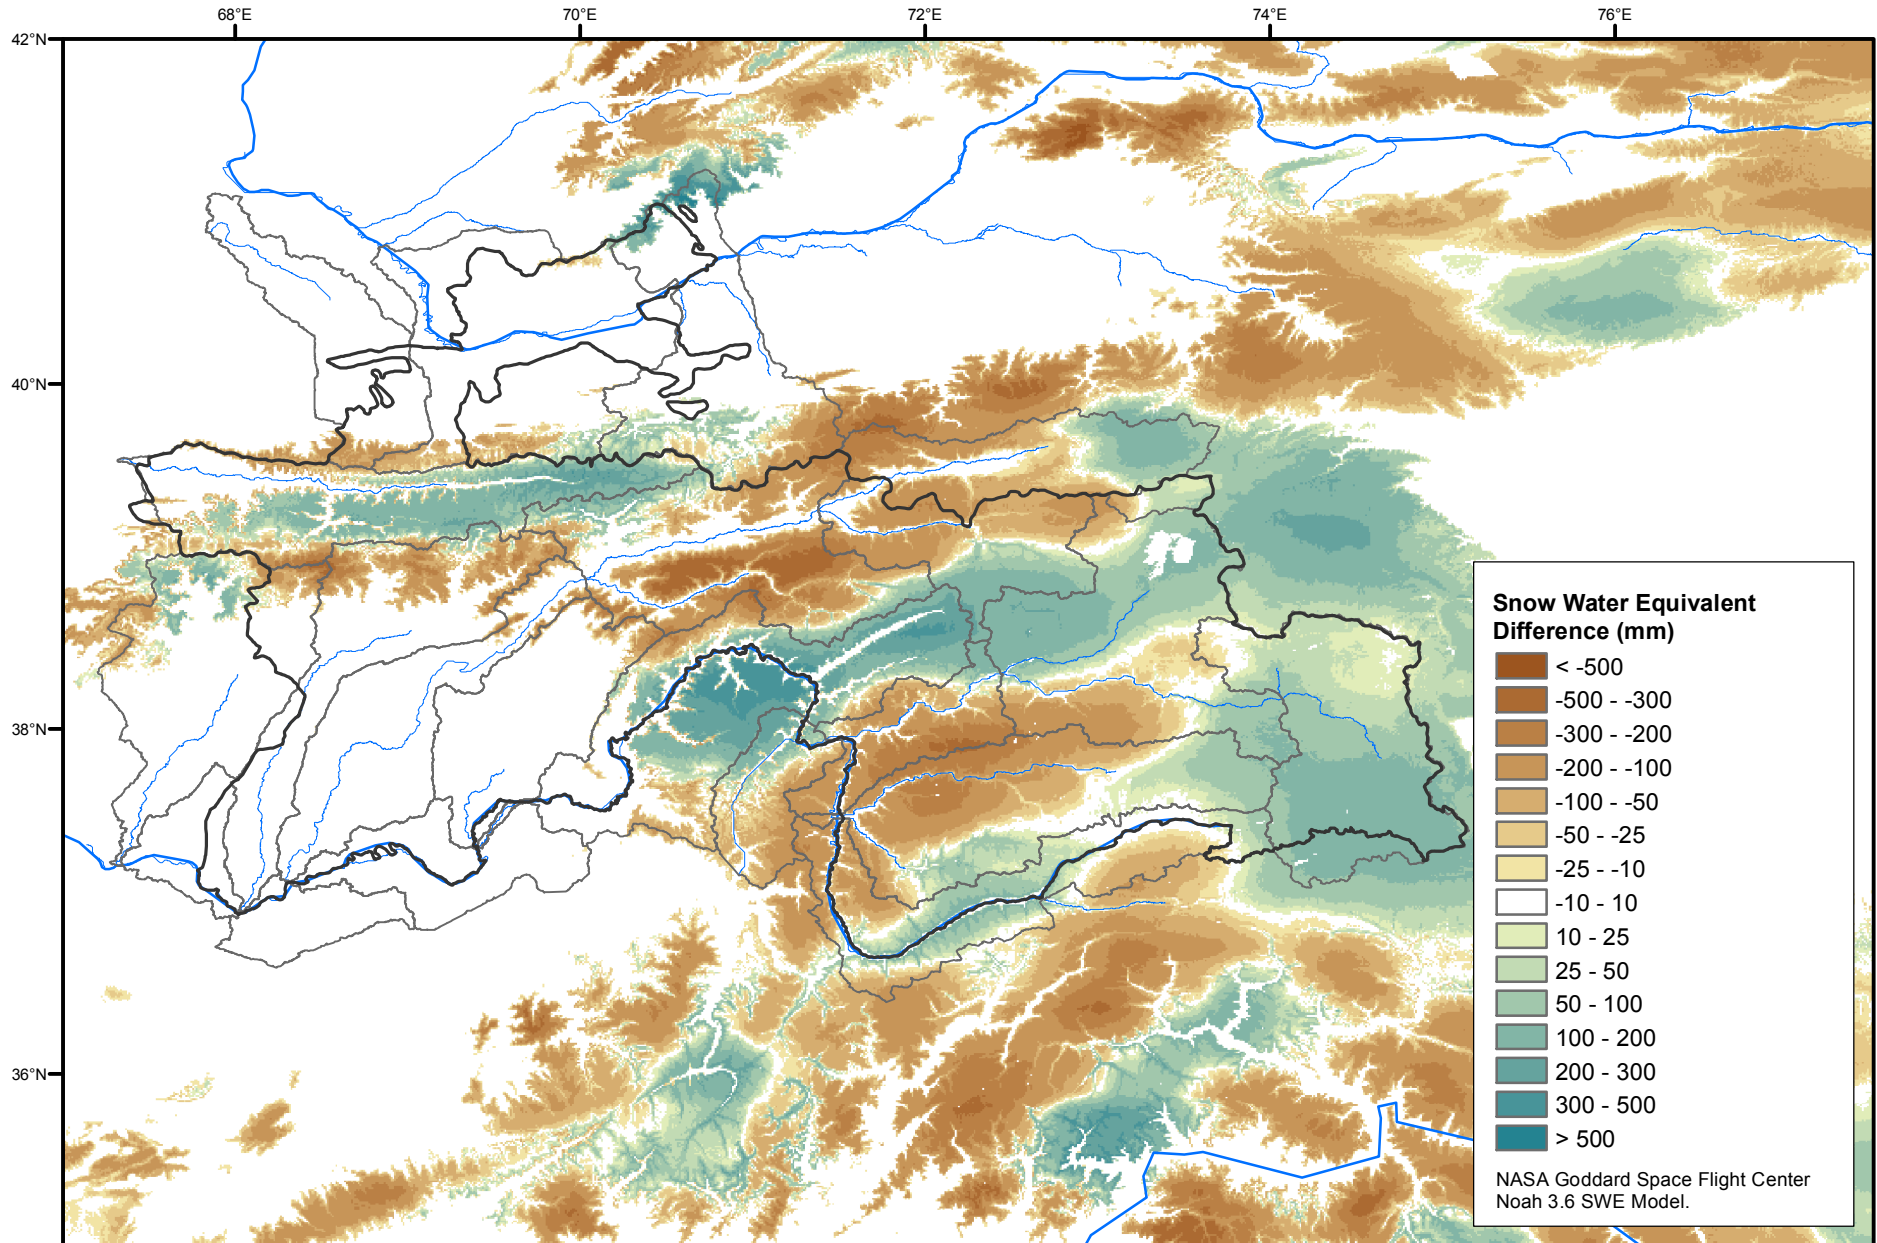 68°E
70°E
72°E
74°E
76°E
42°N
40°N
38°N
36°N
Snow Water Equivalent
Difference (mm)
< -500
-500 - -300
-300 - -200
-200 - -100
-100 - -50
-50 - -25
-25 - -10
-10 - 10
10 - 25
25 - 50
50 - 100
100 - 200
200 - 300
300 - 500
> 500
NASA Goddard Space Flight Center
Noah 3.6 SWE Model.